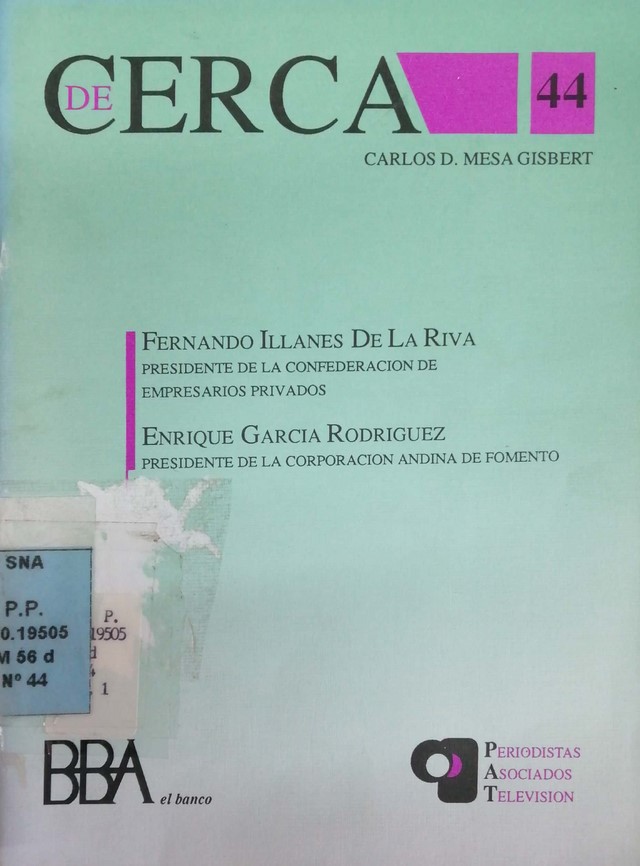 DE CERCA 44
CARLOS D. MESA GISBERT
FERNANDO ILLANES DE LA RIVA
PRESIDENTE DE LA CONFEDERACION DE
EMPRESARIOS PRIVADOS
ENRIQUE GARCIA RODRIGUEZ
PRESIDENTE DE LA CORPORACION ANDINA DE FOMENTO
SNA
P.P.
0.19505
M 56 d
Nº 44
P.
19505
d
1
BBA el banco
PERIODISTAS
ASOCIADOS
TELEVISION